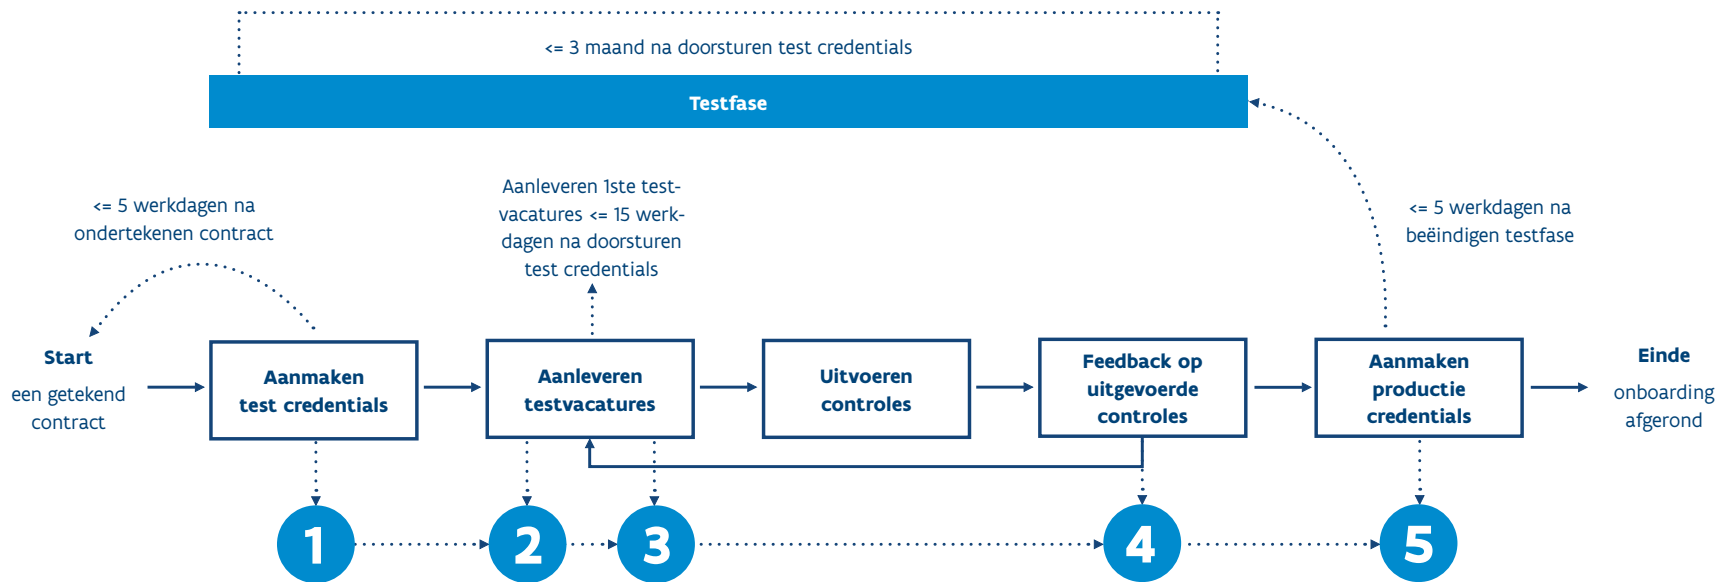 <= 3 maand na doorsturen test credentials
Testfase
<= 5 werkdagen na
ondertekenen contract
Aanleveren 1ste test-
vacatures <= 15 werk-
dagen na doorsturen
test credentials
<= 5 werkdagen na
beëindigen testfase
Start
een getekend
contract
Aanmaken
test credentials
Aanleveren
testvacatures
Uitvoeren
controles
Feedback op
uitgevoerde
controles
Aanmaken
productie
credentials
Einde
onboarding
afgerond
1
2
3
4
5